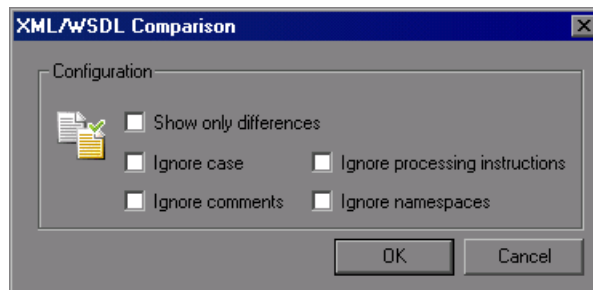 XML/WSDL Comparison
Configuration
Show only differences
Ignore case Ignore processing instructions
Ignore comments Ignore namespaces
OK Cancel